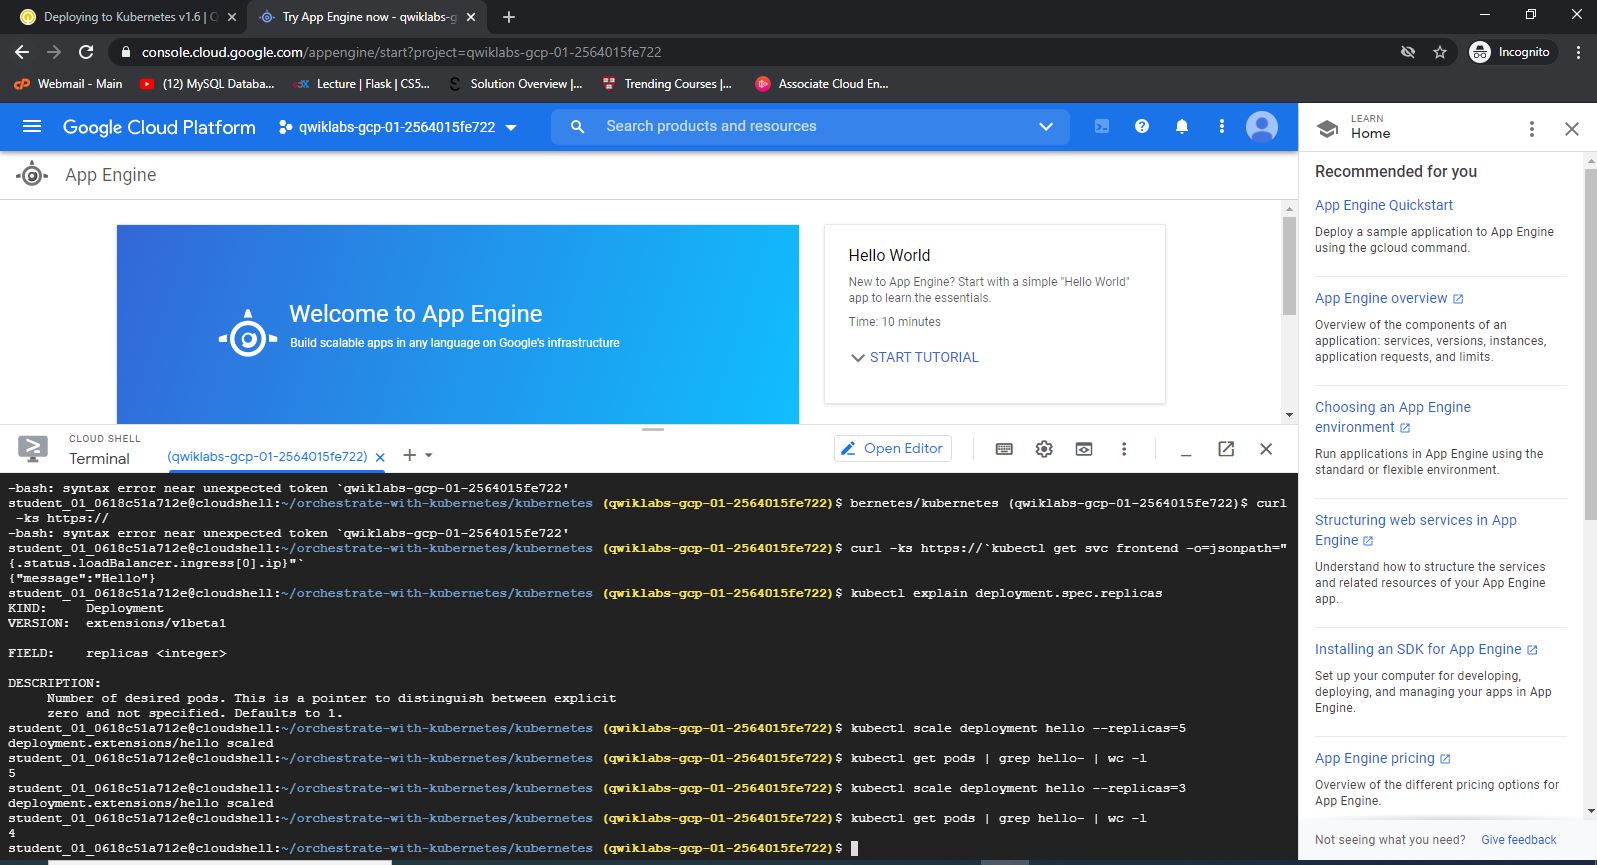 Deploying to Kubernetes v1.6 | Q
Try App Engine now - qwiklabs-g
console.cloud.google.com/appengine/start?project=qwiklabs-gcp-01-2564015fe722
Incognito
Webmail - Main
(12) MySQL Databa...
Lecture | Flask | CS5...
Solution Overview |...
Trending Courses |...
Associate Cloud En...
Google Cloud Platform
qwiklabs-gcp-01-2564015fe722
Search products and resources
App Engine
Welcome to App Engine
Build scalable apps in any language on Google's infrastructure
Hello World
New to App Engine? Start with a simple "Hello World"
app to learn the essentials.
Time: 10 minutes
START TUTORIAL
CLOUD SHELL
Terminal
(qwiklabs-gcp-01-2564015fe722)
Open Editor
-bash: syntax error near unexpected token `qwiklabs-gcp-01-2564015fe722'
student_01_0618c51a712e@cloudshell:~/orchestrate-with-kubernetes/kubernetes (qwiklabs-gcp-01-2564015fe722)$ bernetes/kubernetes (qwiklabs-gcp-01-2564015fe722)$ curl
-ks https://
-bash: syntax error near unexpected token `qwiklabs-gcp-01-2564015fe722'
student_01_0618c51a712e@cloudshell:~/orchestrate-with-kubernetes/kubernetes (qwiklabs-gcp-01-2564015fe722)$ curl -ks https://`kubectl get svc frontend -o=jsonpath="
{.status.loadBalancer.ingress[0].ip}"`
{"message":"Hello"}
student_01_0618c51a712e@cloudshell:~/orchestrate-with-kubernetes/kubernetes (qwiklabs-gcp-01-2564015fe722)$ kubectl explain deployment.spec.replicas
KIND: Deployment
VERSION: extensions/v1beta1
FIELD: replicas <integer>
DESCRIPTION:
Number of desired pods. This is a pointer to distinguish between explicit
zero and not specified. Defaults to 1.
student_01_0618c51a712e@cloudshell:~/orchestrate-with-kubernetes/kubernetes (qwiklabs-gcp-01-2564015fe722)$ kubectl scale deployment hello --replicas=5
deployment.extensions/hello scaled
student_01_0618c51a712e@cloudshell:~/orchestrate-with-kubernetes/kubernetes (qwiklabs-gcp-01-2564015fe722)$ kubectl get pods | grep hello- | wc -l
5
student_01_0618c51a712e@cloudshell:~/orchestrate-with-kubernetes/kubernetes (qwiklabs-gcp-01-2564015fe722)$ kubectl scale deployment hello --replicas=3
deployment.extensions/hello scaled
student_01_0618c51a712e@cloudshell:~/orchestrate-with-kubernetes/kubernetes (qwiklabs-gcp-01-2564015fe722)$ kubectl get pods | grep hello- | wc -l
4
student_01_0618c51a712e@cloudshell:~/orchestrate-with-kubernetes/kubernetes (qwiklabs-gcp-01-2564015fe722)$
LEARN
Home
Recommended for you
App Engine Quickstart
Deploy a sample application to App Engine
using the gcloud command.
App Engine overview
Overview of the components of an
application: services, versions, instances,
application requests, and limits.
Choosing an App Engine
environment
Run applications in App Engine using the
standard or flexible environment.
Structuring web services in App
Engine
Understand how to structure the services
and related resources of your App Engine
app.
Installing an SDK for App Engine
Set up your computer for developing,
deploying, and managing your apps in App
Engine.
App Engine pricing
Overview of the different pricing options for
App Engine.
Not seeing what you need? Give feedback